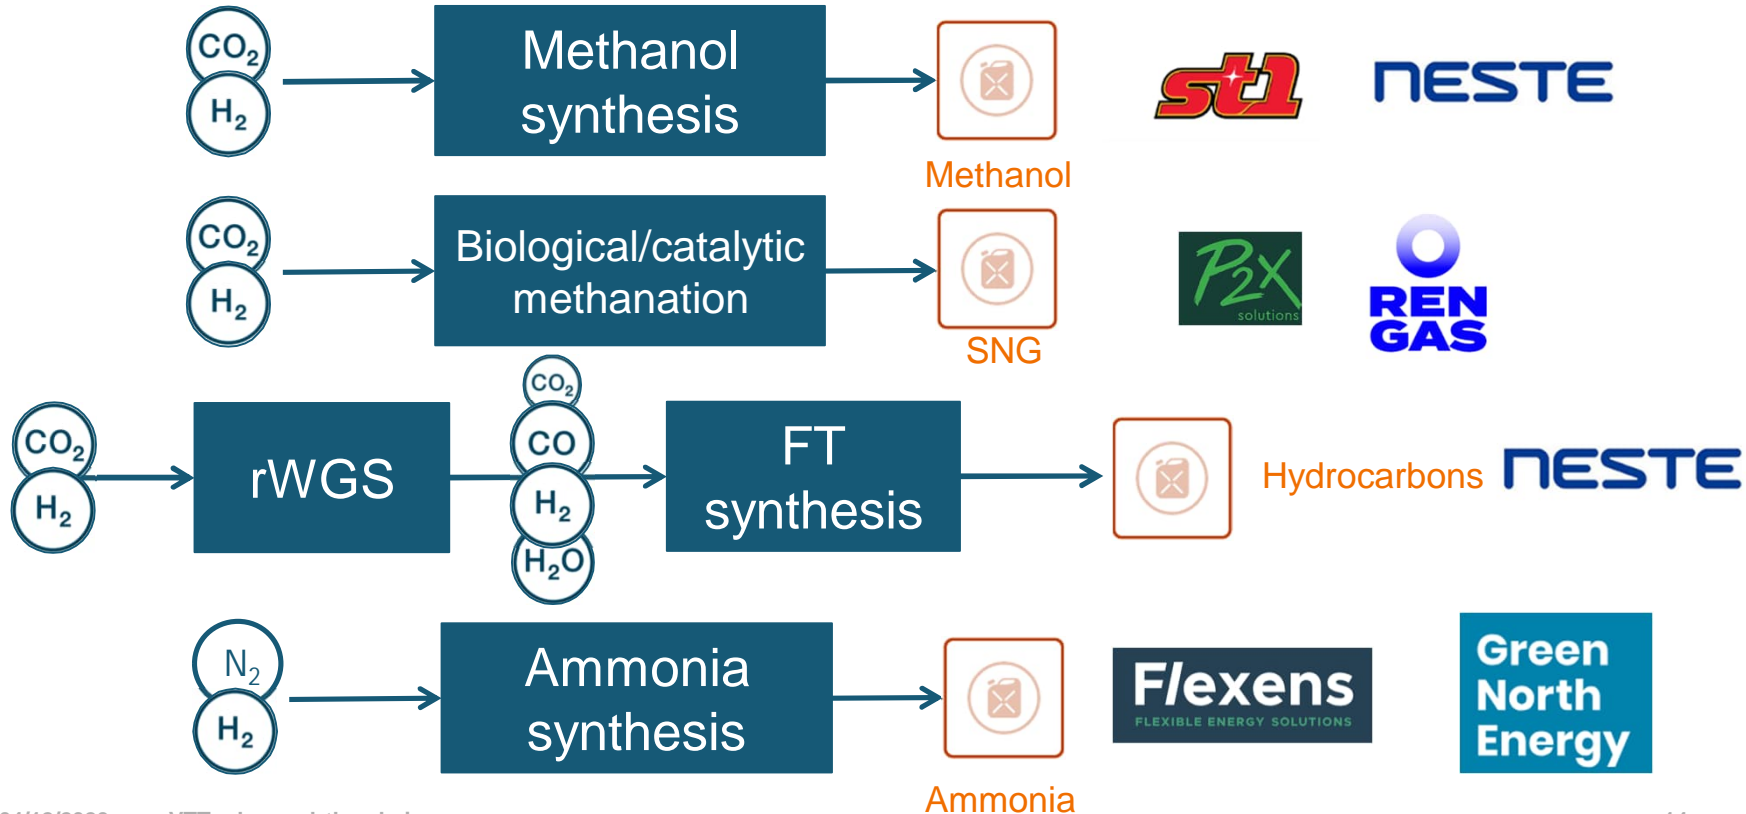 CO2
H2
Methanol
synthesis
Methanol
st1
NESTE
CO2
H2
Biological/catalytic
methanation
SNG
P2X
solutions
REN
GAS
CO2
H2
rWGS
CO2
CO
H2
H2O
FT
synthesis
Hydrocarbons
NESTE
N2
H2
Ammonia
synthesis
Ammonia
Flexens
FLEXIBLE ENERGY SOLUTIONS
Green
North
Energy